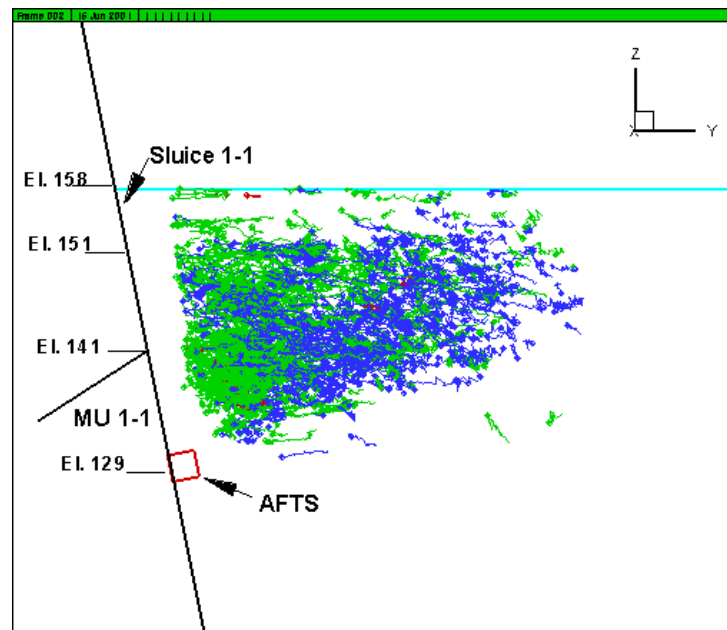 Frame 002 | 15 Jun 2001
Z
X Y
Sluice 1-1
El. 158
El. 151
El. 141
MU 1-1
El. 129
AFTS